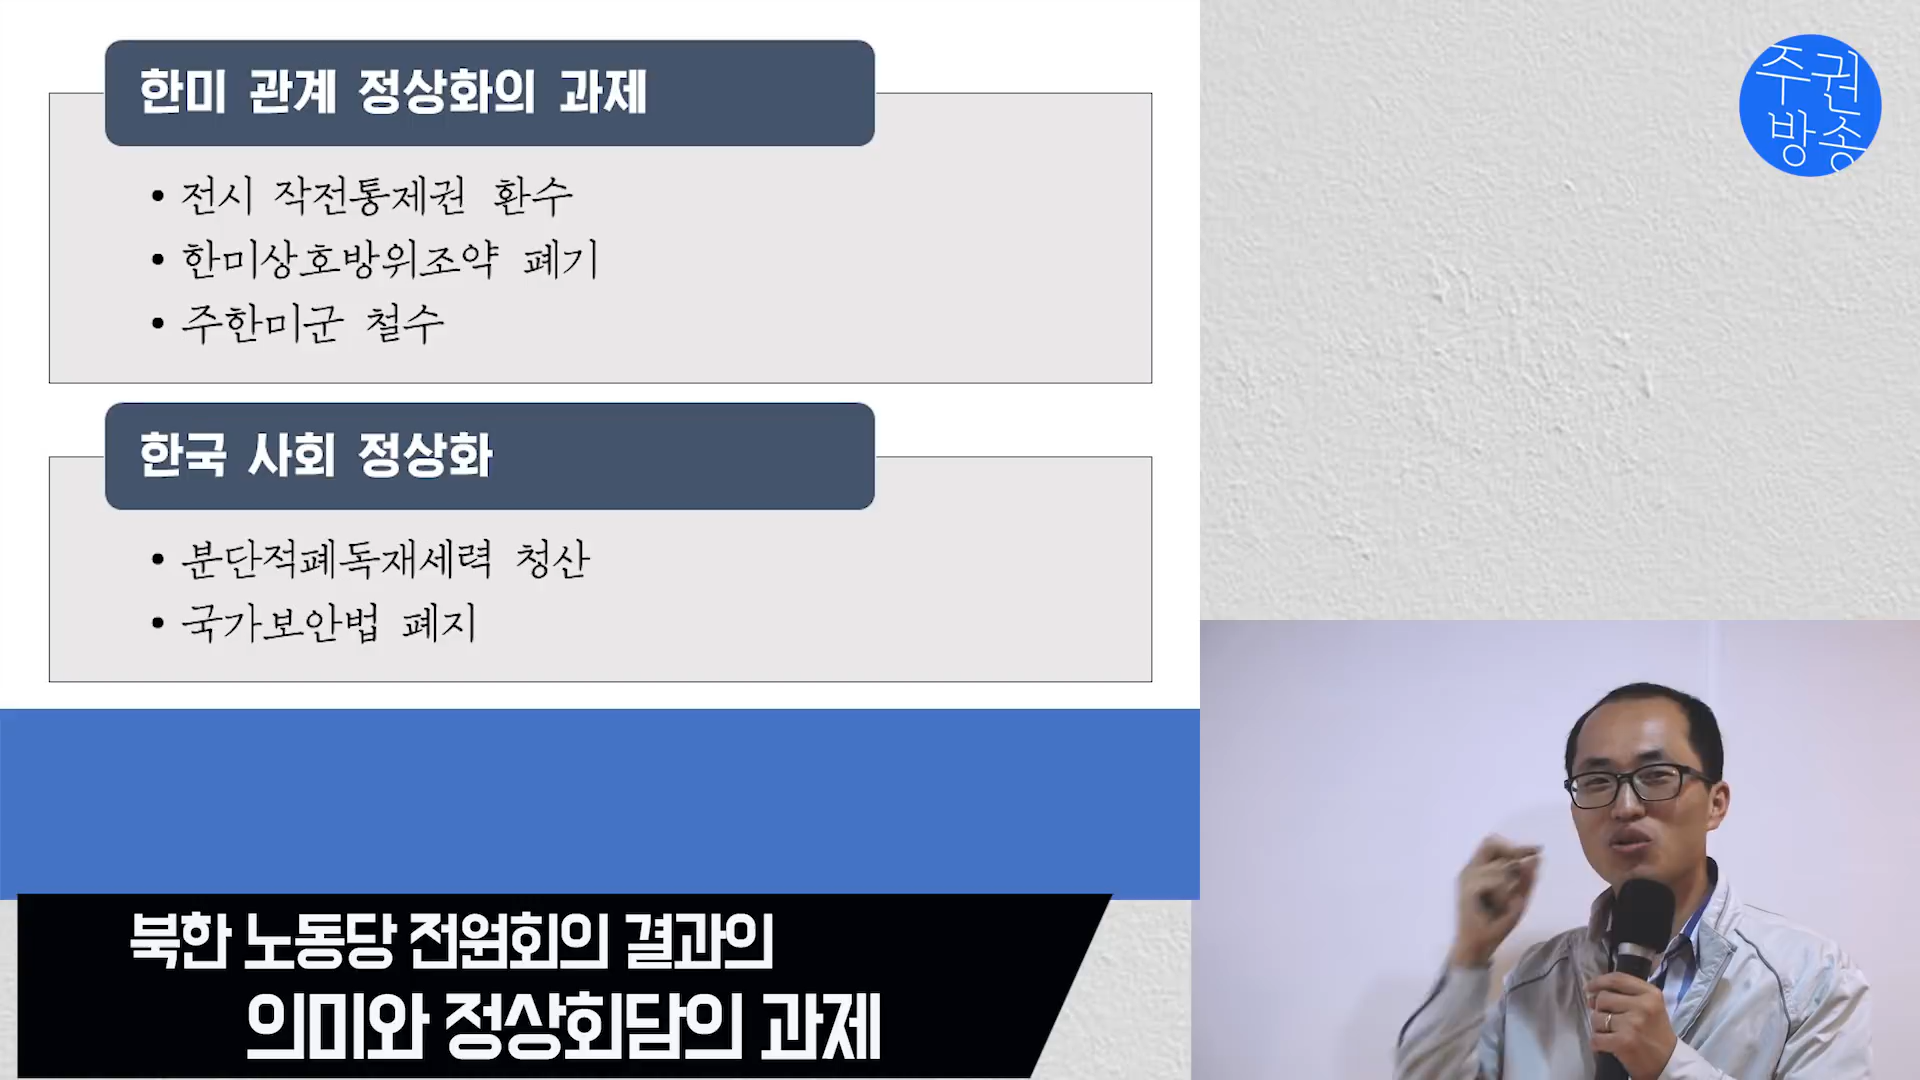 한미 관계 정상화의 과제
• 전시 작전통제권 환수
• 한미상호방위조약 폐기
• 주한미군 철수
한국 사회 정상화
• 분단적폐독재세력 청산
• 국가보안법 폐지
북한 노동당 전원회의 결과의
의미와 정상회담의 과제
주권
방송